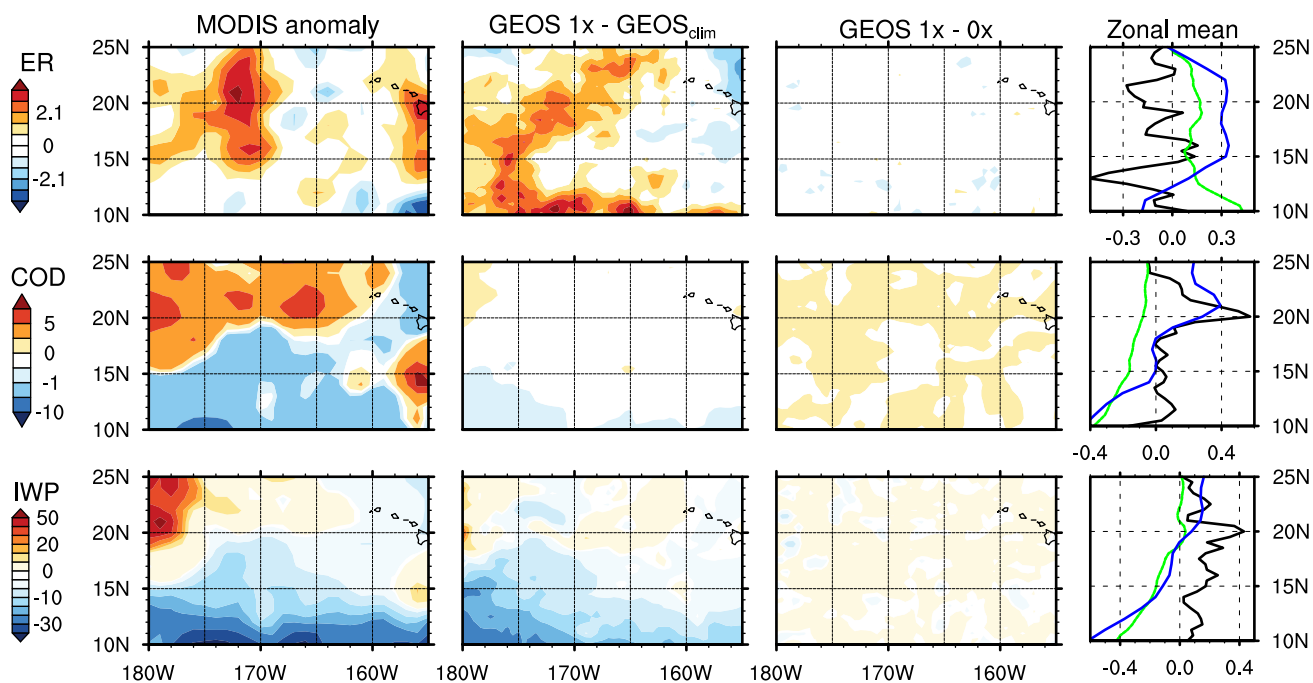 MODIS anomaly GEOS 1x - GEOSclim GEOS 1x - 0x Zonal mean
ER 25N 25N
2.1 20N 20N
0
-2.1 15N 15N
10N 10N
-0.3 0.0 0.3
COD 25N 25N
5 20N 20N
0
-1 15N 15N
-10 10N 10N
-0.4 0.0 0.4
IWP 25N 25N
50
20 20N 20N
0
-10 15N 15N
-30
10N 10N
180W 170W 160W 180W 170W 160W 180W 170W 160W -0.4 0.0 0.4